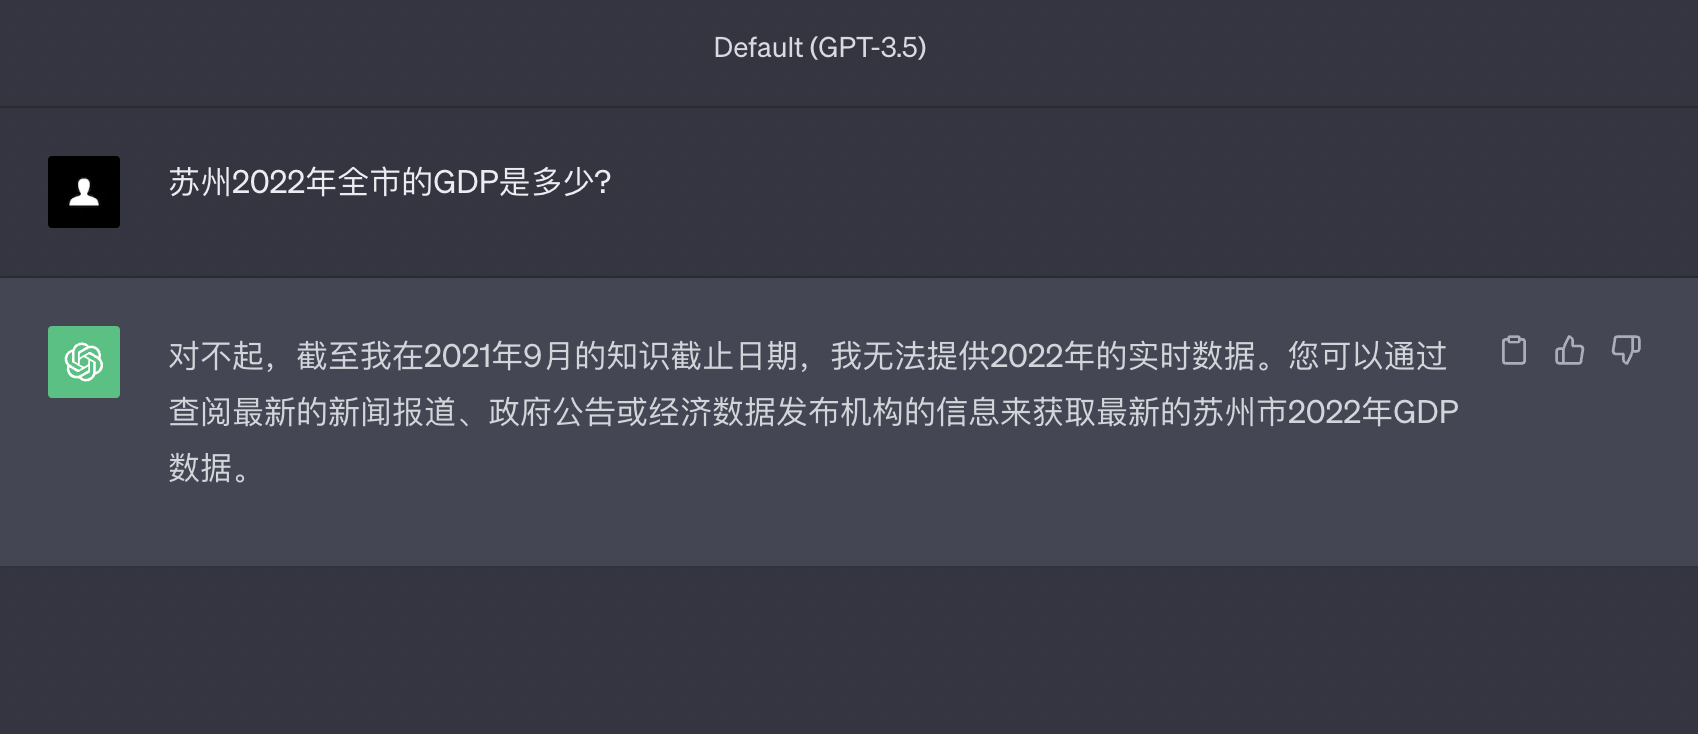 Default (GPT-3.5)
苏州2022年全市的GDP是多少?
对不起，截至我在2021年9月的知识截止日期，我无法提供2022年的实时数据。您可以通过
查阅最新的新闻报道、政府公告或经济数据发布机构的信息来获取最新的苏州市2022年GDP
数据。